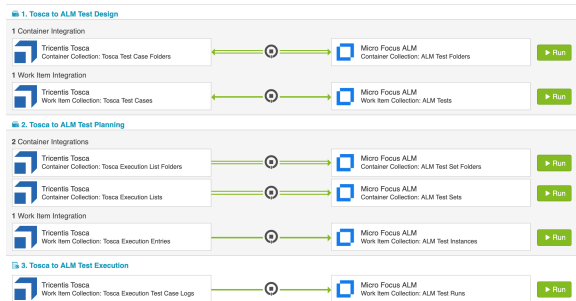 1. Tosca to ALM Test Design
1 Container Integration
Tricentis Tosca
Container Collection: Tosca Test Case Folders
Micro Focus ALM
Container Collection: ALM Test Folders
Run
1 Work Item Integration
Tricentis Tosca
Work Item Collection: Tosca Test Cases
Micro Focus ALM
Work Item Collection: ALM Tests
Run
2. Tosca to ALM Test Planning
2 Container Integrations
Tricentis Tosca
Container Collection: Tosca Execution List Folders
Micro Focus ALM
Container Collection: ALM Test Set Folders
Run
Tricentis Tosca
Container Collection: Tosca Execution Lists
Micro Focus ALM
Container Collection: ALM Test Sets
Run
1 Work Item Integration
Tricentis Tosca
Work Item Collection: Tosca Execution Entries
Micro Focus ALM
Work Item Collection: ALM Test Instances
Run
3. Tosca to ALM Test Execution
Tricentis Tosca
Work Item Collection: Tosca Execution Test Case Logs
Micro Focus ALM
Work Item Collection: ALM Test Runs
Run